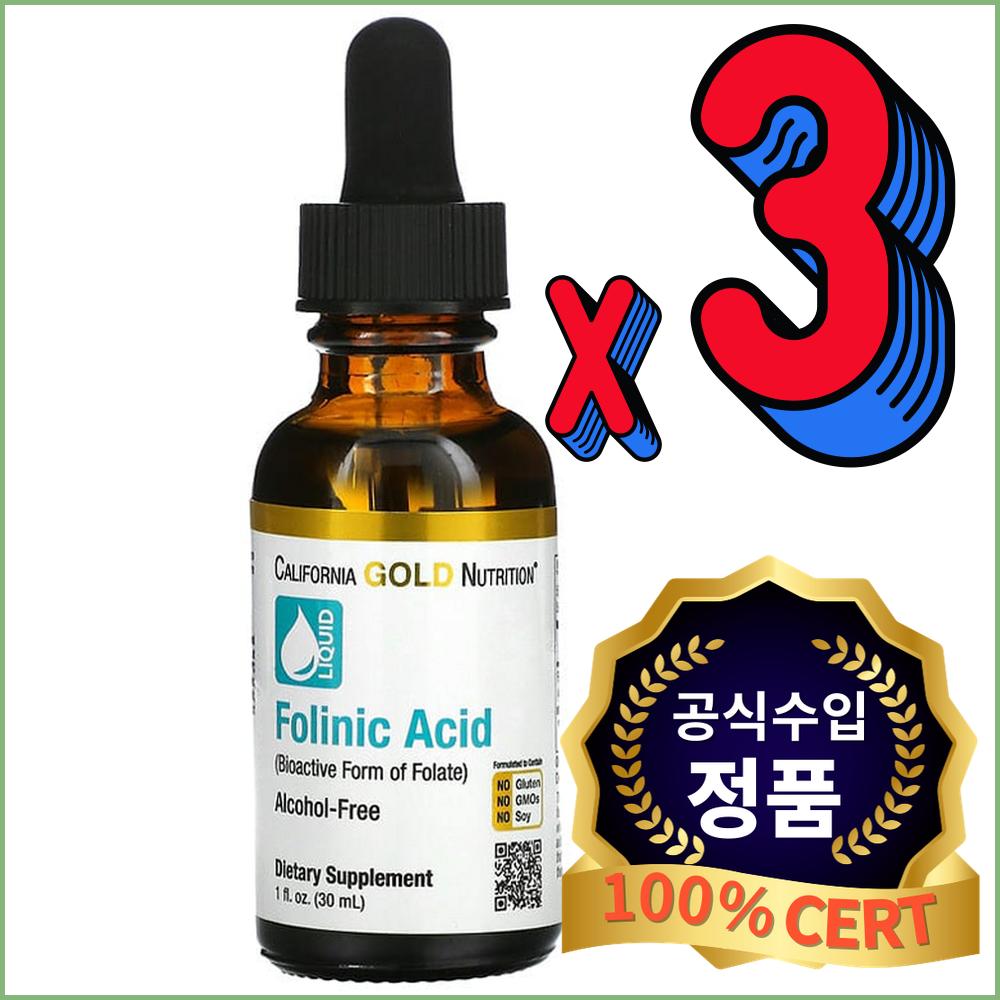 x 3
CALIFORNIA GOLD NUTRITION
LIQUID
Folinic Acid
(Bioactive Form of Folate)
Alcohol-Free
Formulated to Contain
NO Gluten
NO GMOs
NO Soy
Dietary Supplement
1 fl. oz. (30 mL)
공식수입
정품
100% CERT